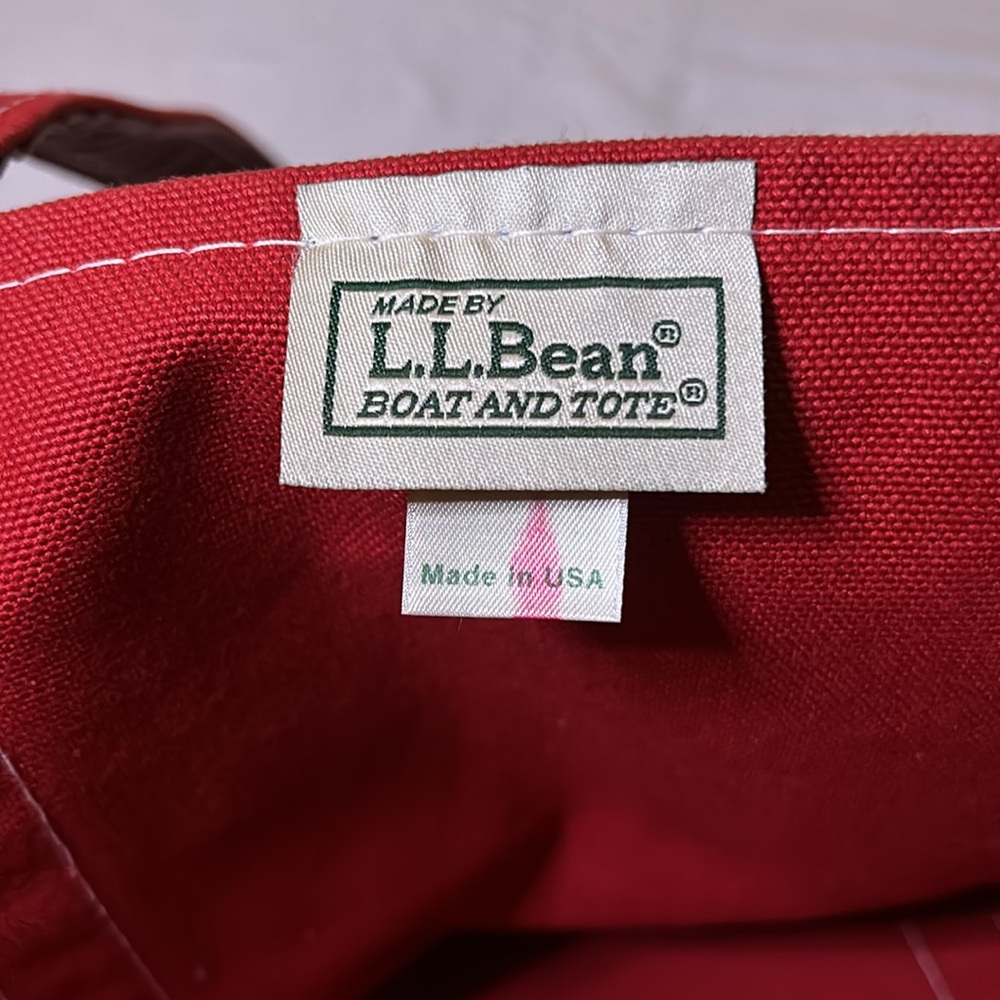 MADE BY
L.L.Bean®
BOAT AND TOTE®
Made in USA